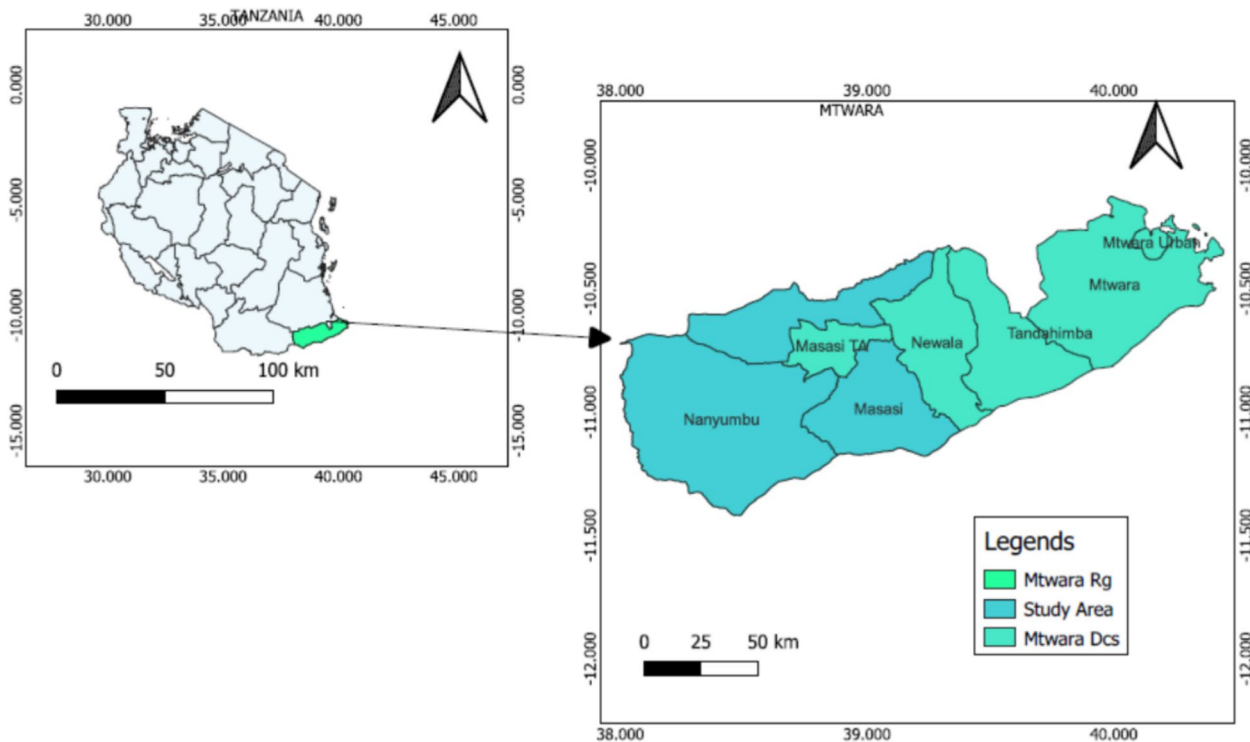 TANZANIA
30.000 35.000 40.000 45.000
0.000 0.000
-5.000 -5.000
-10.000 -10.000
-15.000 -15.000
0 50 100 km
30.000 35.000 40.000 45.000
38.000 39.000 40.000
MTWARA
-10.000 -10.000
-10.500 -10.500
-11.000 -11.000
-11.500 -11.500
-12.000 -12.000
Mtwara Urban
Mtwara
Tandahimba
Newala
Masasi TA
Masasi
Nanyumbu
Legends
Mtwara Rg
Study Area
Mtwara Dcs
0 25 50 km
38.000 39.000 40.000